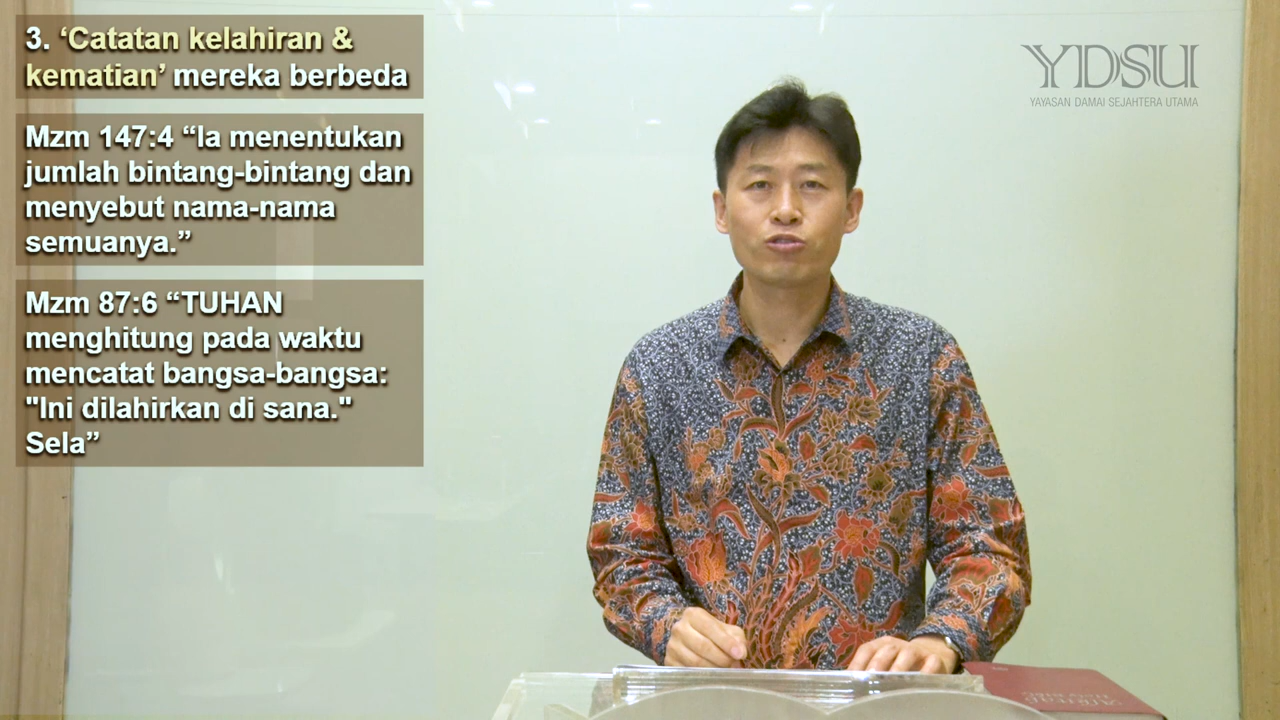 3. ‘Catatan kelahiran &
kematian’ mereka berbeda
Mzm 147:4 “Ia menentukan
jumlah bintang-bintang dan
menyebut nama-nama
semuanya.”
Mzm 87:6 “TUHAN
menghitung pada waktu
mencatat bangsa-bangsa:
"Ini dilahirkan di sana."
Sela”
YDSU
YAYASAN DAMAI SEJAHTERA UTAMA